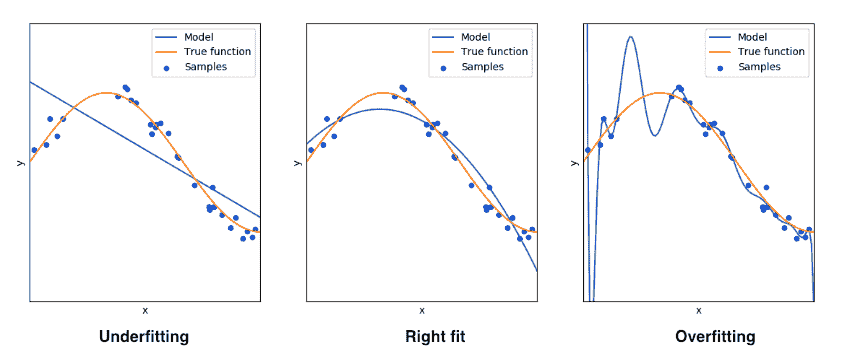 Model
True function
Samples
y
x
Underfitting
Model
True function
Samples
y
x
Right fit
Model
True function
Samples
y
x
Overfitting